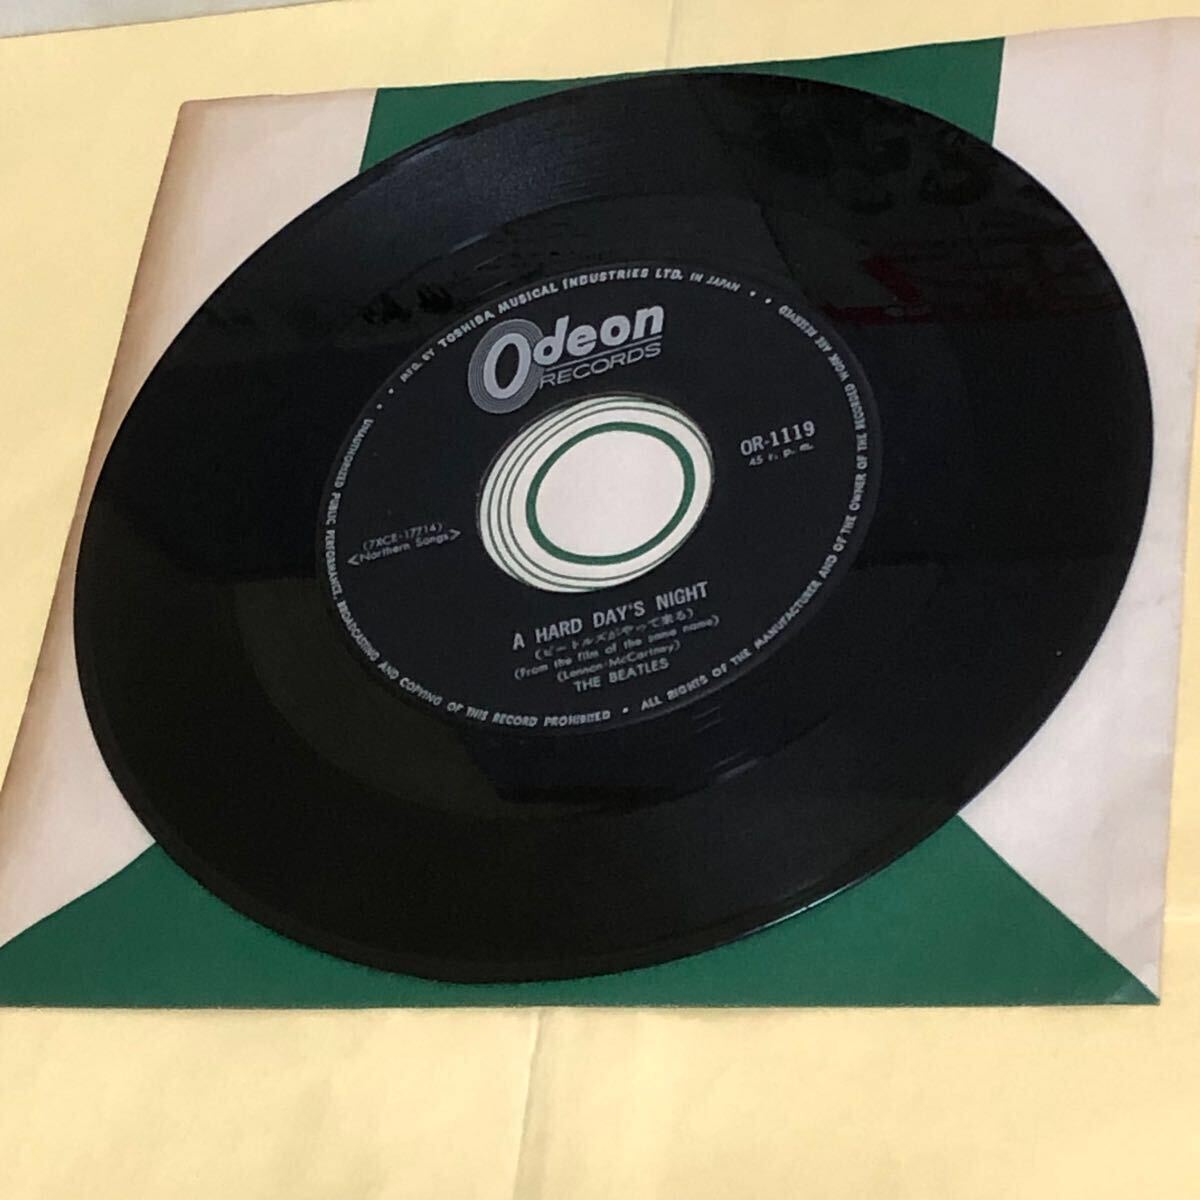 MFG. BY TOSHIBA MUSICAL INDUSTRIES LTD. IN JAPAN
Odeon
RECORDS
OR-1119
45 r. p. m.
(7XCE-17714)
<Northern Songs>
A HARD DAY'S NIGHT
(ビートルズがやって来る)
(From the film of the same name)
(Lennon-McCartney)
THE BEATLES
UNAUTHORIZED PUBLIC PERFORMANCE, BROADCASTING AND COPYING OF THIS RECORD PROHIBITED • ALL RIGHTS OF THE MANUFACTURER AND OF THE OWNER OF THE RECORDED WORK ARE RESERVED